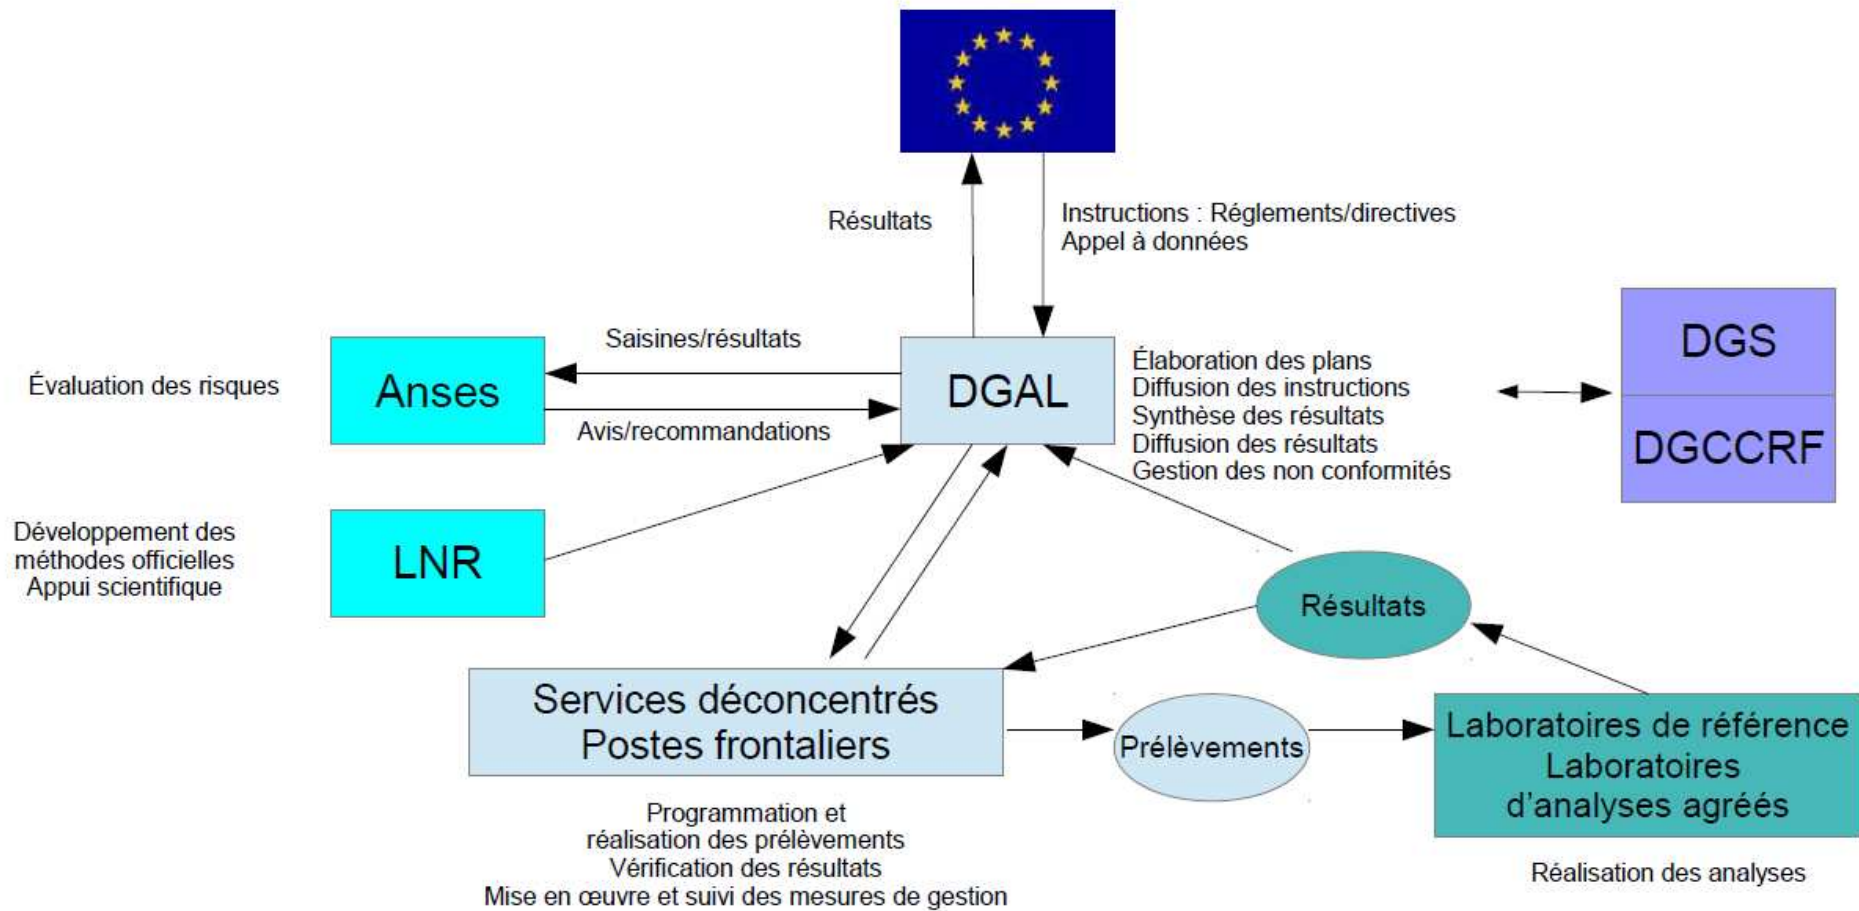 Résultats
Instructions : Réglements/directives
Appel à données
Évaluation des risques
Anses
Saisines/résultats
Avis/recommandations
DGAL
Élaboration des plans
Diffusion des instructions
Synthèse des résultats
Diffusion des résultats
Gestion des non conformités
DGS
DGCCRF
Développement des
méthodes officielles
Appui scientifique
LNR
Résultats
Services déconcentrés
Postes frontaliers
Prélèvements
Laboratoires de référence
Laboratoires
d'analyses agréés
Programmation et
réalisation des prélèvements
Vérification des résultats
Mise en œuvre et suivi des mesures de gestion
Réalisation des analyses